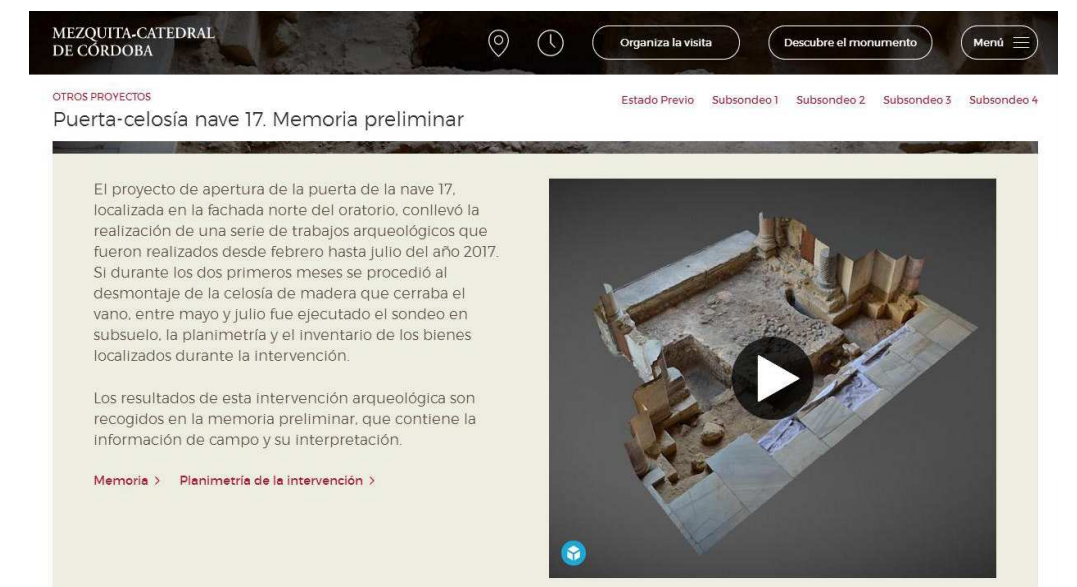 MEZQUITA-CATEDRAL
DE CÓRDOBA
Organiza la visita
Descubre el monumento
Menú
OTROS PROYECTOS
Puerta-celosía nave 17. Memoria preliminar
Estado Previo Subsondeo 1 Subsondeo 2 Subsondeo 3 Subsondeo 4
El proyecto de apertura de la puerta de la nave 17,
localizada en la fachada norte del oratorio, conllevó la
realización de una serie de trabajos arqueológicos que
fueron realizados desde febrero hasta julio del año 2017.
Si durante los dos primeros meses se procedió al
desmontaje de la celosía de madera que cerraba el
vano, entre mayo y julio fue ejecutado el sondeo en
subsuelo, la planimetría y el inventario de los bienes
localizados durante la intervención.
Los resultados de esta intervención arqueológica son
recogidos en la memoria preliminar, que contiene la
información de campo y su interpretación.
Memoria > Planimetría de la intervención >